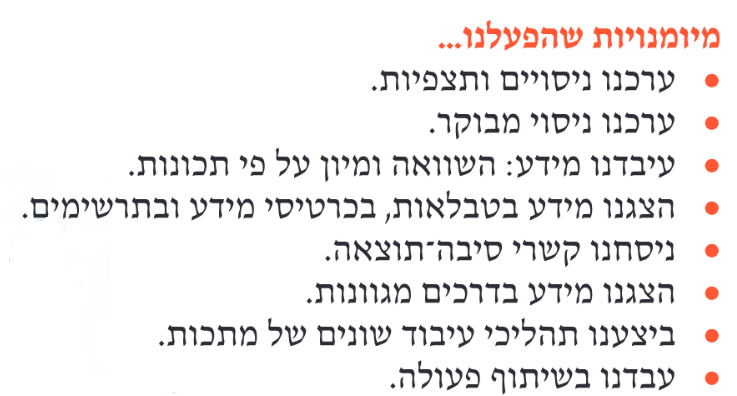 מיומנויות שהפעלנו...
• ערכנו ניסויים ותצפיות.
• ערכנו ניסוי מבוקר.
• עיבדנו מידע: השוואה ומיון על פי תכונות.
• הצגנו מידע בטבלאות, בכרטיסי מידע ובתרשימים.
• ניסחנו קשרי סיבה־תוצאה.
• הצגנו מידע בדרכים מגוונות.
• ביצענו תהליכי עיבוד שונים של מתכות.
• עבדנו בשיתוף פעולה.